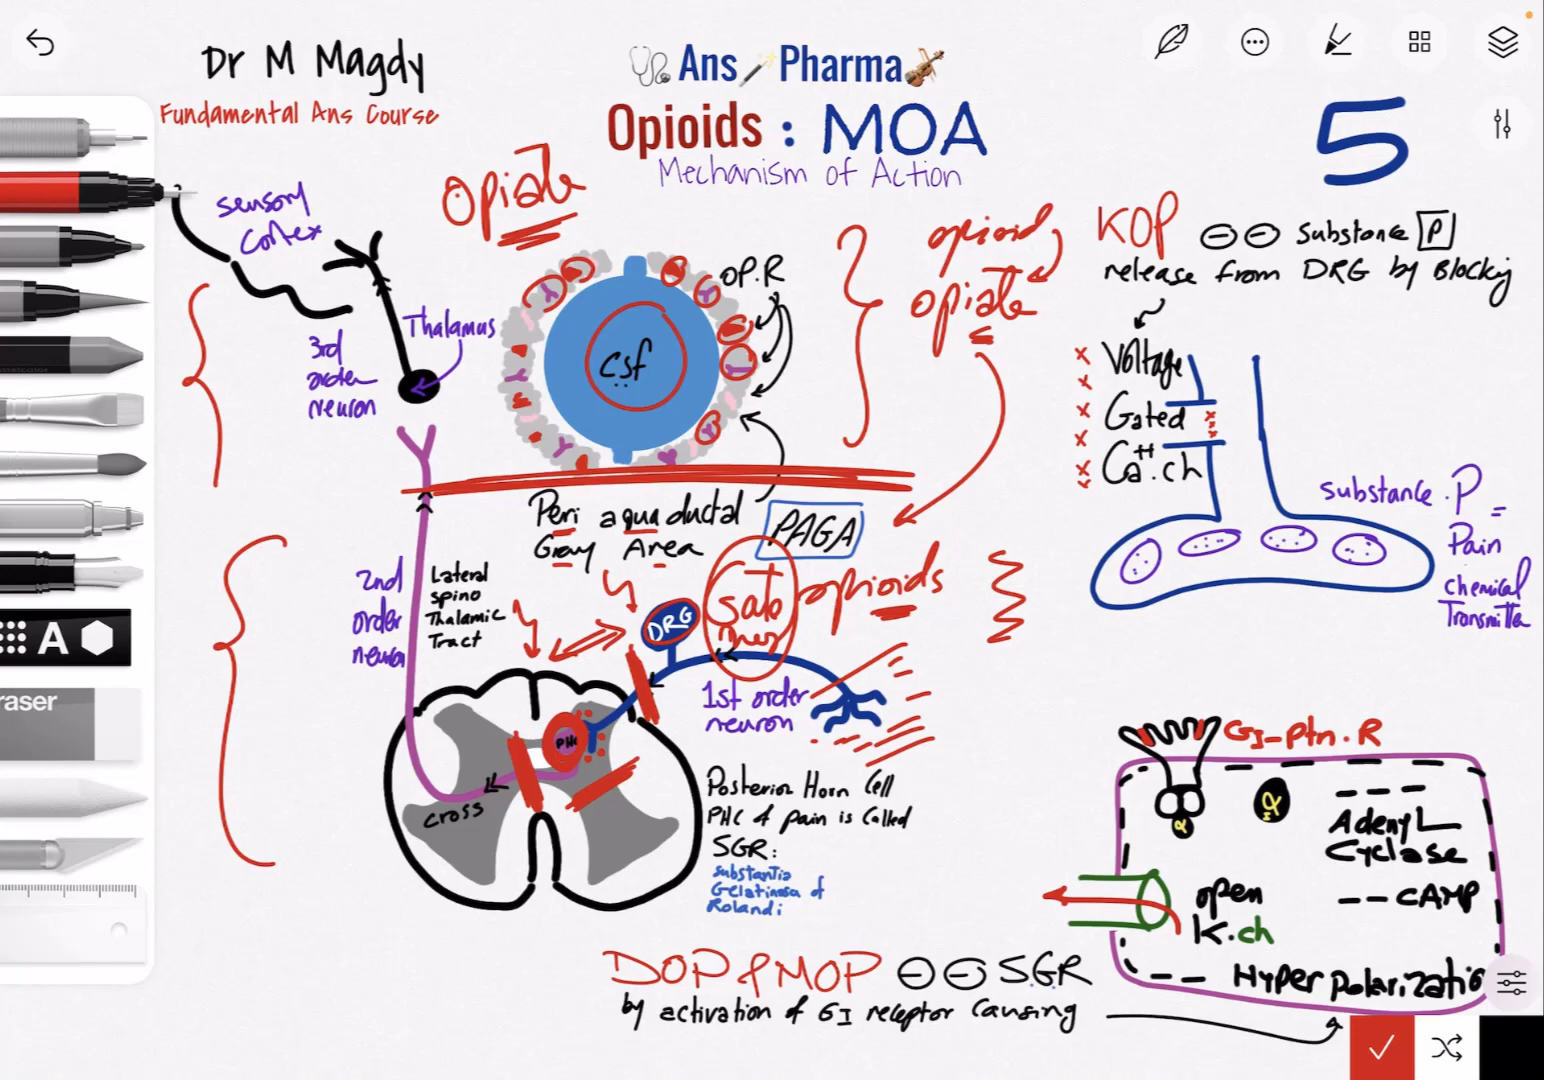 Dr M Magdy
Fundamental Ans Course
Ans Pharma
Opioids : MOA
Mechanism of Action
5
sensory
cortex
Opiate
opioid
opiate
OP.R
csf
Thalamus
3rd
order
neuron
KOP ⊖⊖ substance P
release from DRG by Blocking
Voltage
Gated
Ca++.ch
substance.P
=
Pain
chemical
Transmitter
Peri aquaductal
Gray Area
PAGA
2nd
order
neuron
Lateral
spino
Thalamic
Tract
DRG
opioids
1st order
neuron
PHC
cross
Posterior Horn Cell
PHC of pain is Called
SGR:
substantia
Gelatinosa of
Rolandi
GI-Ptn.R
α
αI
Adenyl
Cyclase
-- CAMP
open
K.ch
Hyper polarizatio
DOP & MOP ⊖⊖ SGR
by activation of GI receptor Causing
A
raser